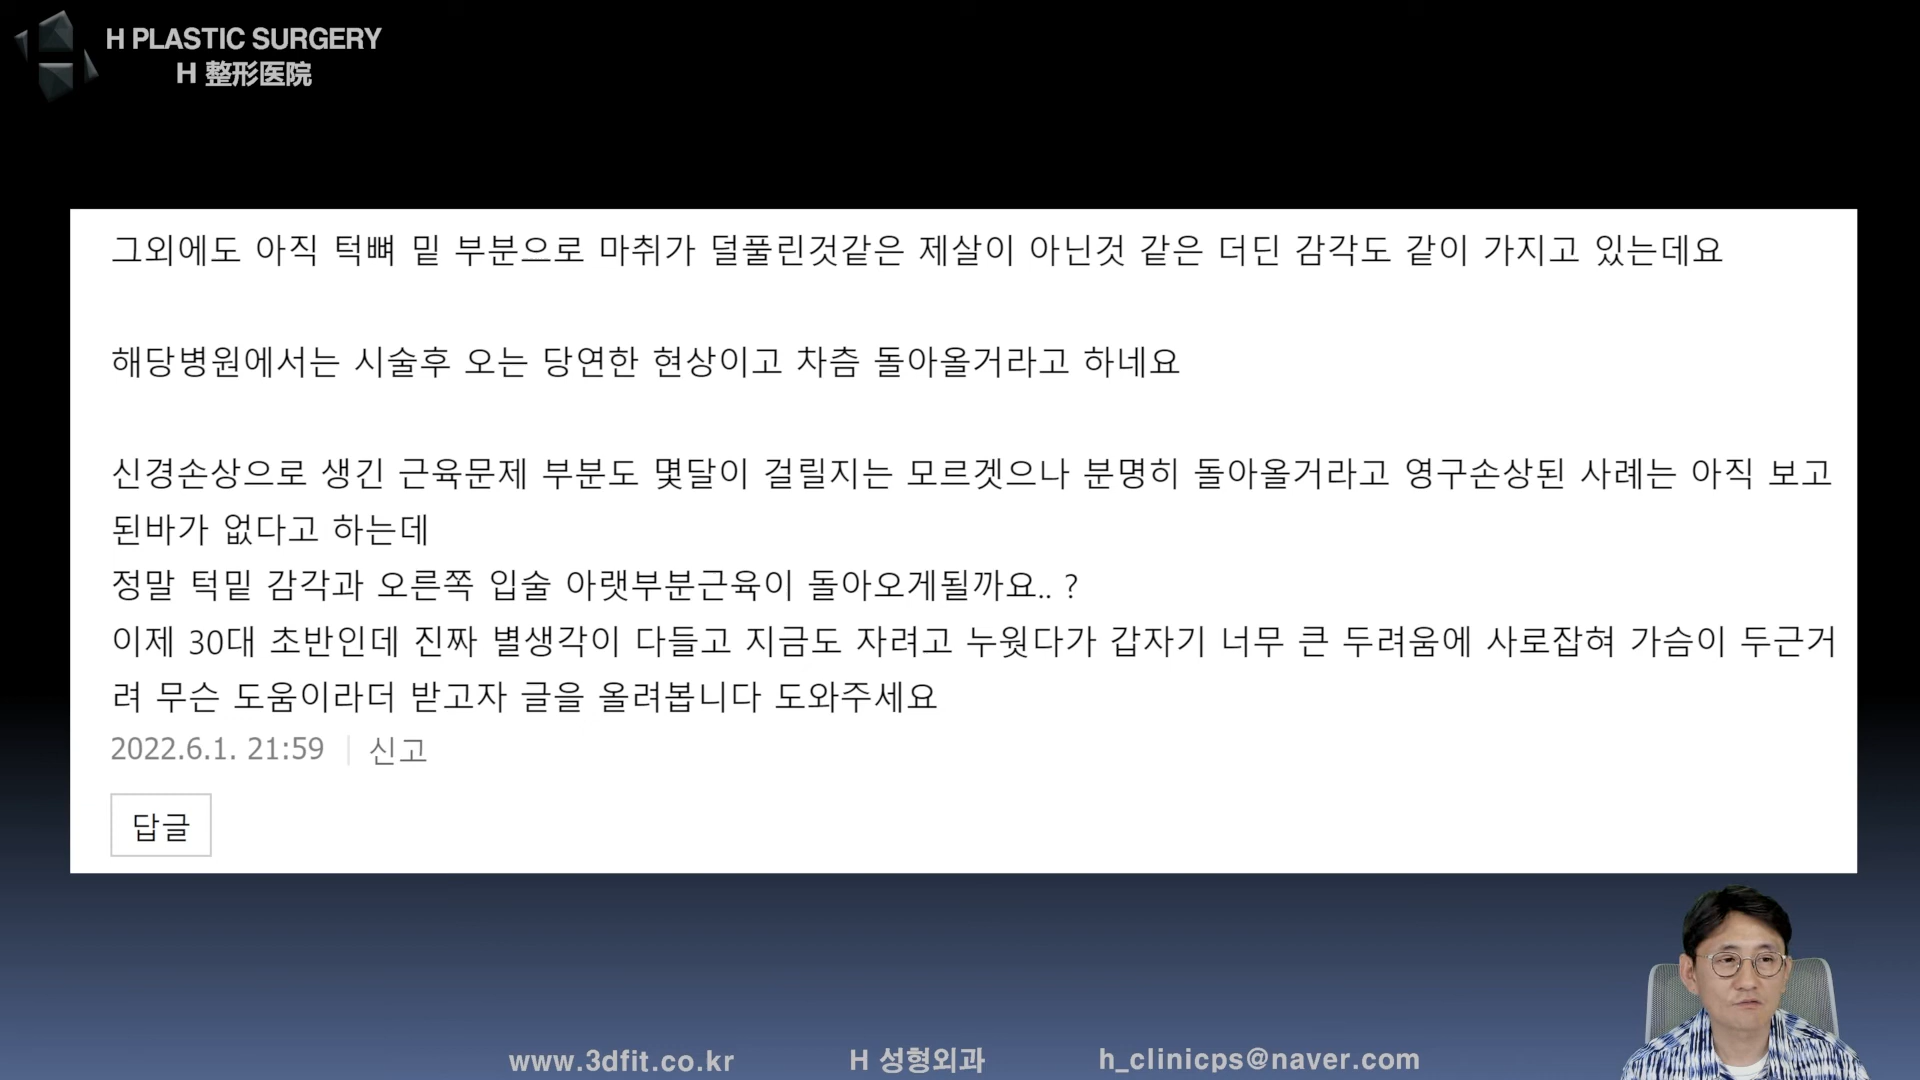 H PLASTIC SURGERY
H 整形医院
그외에도 아직 턱뼈 밑 부분으로 마취가 덜풀린것같은 제살이 아닌것 같은 더딘 감각도 같이 가지고 있는데요
해당병원에서는 시술후 오는 당연한 현상이고 차츰 돌아올거라고 하네요
신경손상으로 생긴 근육문제 부분도 몇달이 걸릴지는 모르겟으나 분명히 돌아올거라고 영구손상된 사례는 아직 보고
된바가 없다고 하는데
정말 턱밑 감각과 오른쪽 입술 아랫부분근육이 돌아오게될까요.. ?
이제 30대 초반인데 진짜 별생각이 다들고 지금도 자려고 누웟다가 갑자기 너무 큰 두려움에 사로잡혀 가슴이 두근거
려 무슨 도움이라더 받고자 글을 올려봅니다 도와주세요
2022.6.1. 21:59 신고
답글
www.3dfit.co.kr H 성형외과 h_clinicps@naver.com